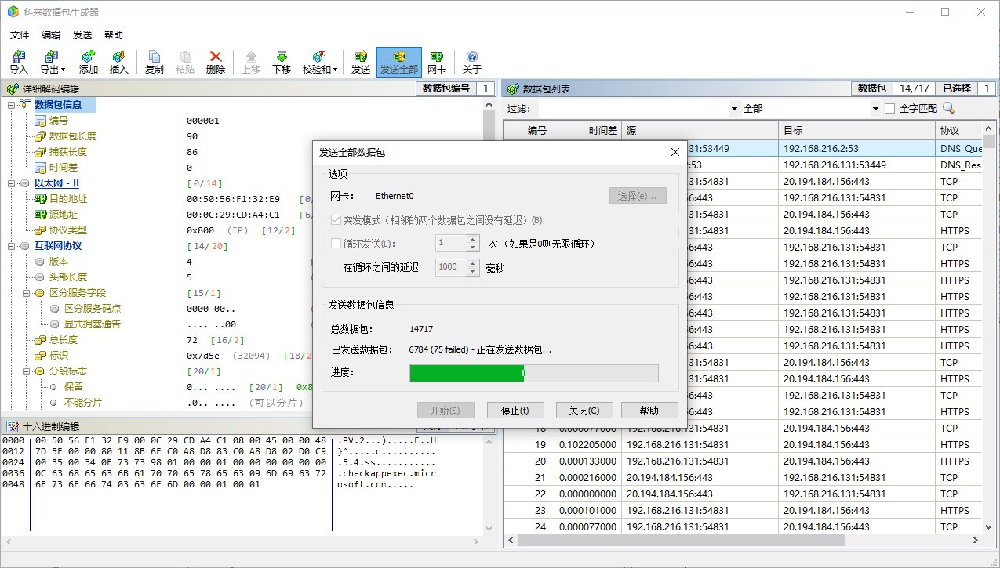 科来数据包生成器
文件 编辑 发送 帮助
导入 导出 添加 插入 复制 粘贴 删除 上移 下移 校验和 发送 发送全部 网卡 关于
详细解码编辑 数据包编号 1
数据包信息
编号 000001
数据包长度 90
捕获长度 86
时间差 0
以太网 - II [0/14]
目的地址 00:50:56:F1:32:E9 [0/
源地址 00:0C:29:CD:A4:C1 [6/
协议类型 0x800 (IP) [12/2]
互联网协议 [14/20]
版本 4
头部长度 5
区分服务字段 [15/1]
区分服务码点 0000 00..
显式拥塞通告 .... ..00
总长度 72 [16/2]
标识 0x7d5e (32094) [18/2
分段标志 [20/1]
保留 0... .... [20/1] 0x8
不能分片 .0.. .... (可以分片)
十六进制编辑
0000 00 50 56 F1 32 E9 00 0C 29 CD A4 C1 08 00 45 00 00 48 .PV.2...).....E..H
0012 7D 5E 00 00 80 11 8B 6F C0 A8 D8 83 C0 A8 D8 02 D0 C9 }^.....o..........
0024 00 35 00 34 0E 73 73 98 01 00 00 01 00 00 00 00 00 00 .5.4.ss...........
0036 0C 63 68 65 63 6B 61 70 70 65 78 65 63 09 6D 69 63 72 .checkappexec.micr
0048 6F 73 6F 66 74 03 63 6F 6D 00 00 01 00 01 osoft.com.....
发送全部数据包
选项
网卡： Ethernet0 选择(e)...
突发模式（相邻的两个数据包之间没有延迟）(B)
循环发送(L)： 1 次（如果是0则无限循环）
在循环之间的延迟 1000 毫秒
发送数据包信息
总数据包： 14717
已发送数据包： 6784 (75 failed) - 正在发送数据包...
进度：
开始(S) 停止(t) 关闭(C) 帮助
数据包列表 数据包 14,717 已选择 1
过滤： 全部 全字匹配
编号 时间差 源 目标 协议
31:53449 192.168.216.2:53 DNS_Que
:53 192.168.216.131:53449 DNS_Res
31:54831 20.194.184.156:443 TCP
6:443 192.168.216.131:54831 TCP
31:54831 20.194.184.156:443 TCP
31:54831 20.194.184.156:443 HTTPS
6:443 192.168.216.131:54831 TCP
6:443 192.168.216.131:54831 HTTPS
6:443 192.168.216.131:54831 HTTPS
6:443 192.168.216.131:54831 HTTPS
6:443 192.168.216.131:54831 HTTPS
6:443 192.168.216.131:54831 HTTPS
6:443 192.168.216.131:54831 HTTPS
31:54831 20.194.184.156:443 TCP
31:54831 20.194.184.156:443 TCP
31:54831 20.194.184.156:443 TCP
6:443 192.168.216.131:54831 HTTPS
18 0.000077000 192.168.216.131:54831 20.194.184.156:443 TCP
19 0.102205000 192.168.216.131:54831 20.194.184.156:443 HTTPS
20 0.000133000 192.168.216.131:54831 20.194.184.156:443 HTTPS
21 0.000216000 20.194.184.156:443 192.168.216.131:54831 TCP
22 0.000000000 20.194.184.156:443 192.168.216.131:54831 TCP
23 0.000101000 192.168.216.131:54831 20.194.184.156:443 HTTPS
24 0.000077000 192.168.216.131:54831 20.194.184.156:443 TCP